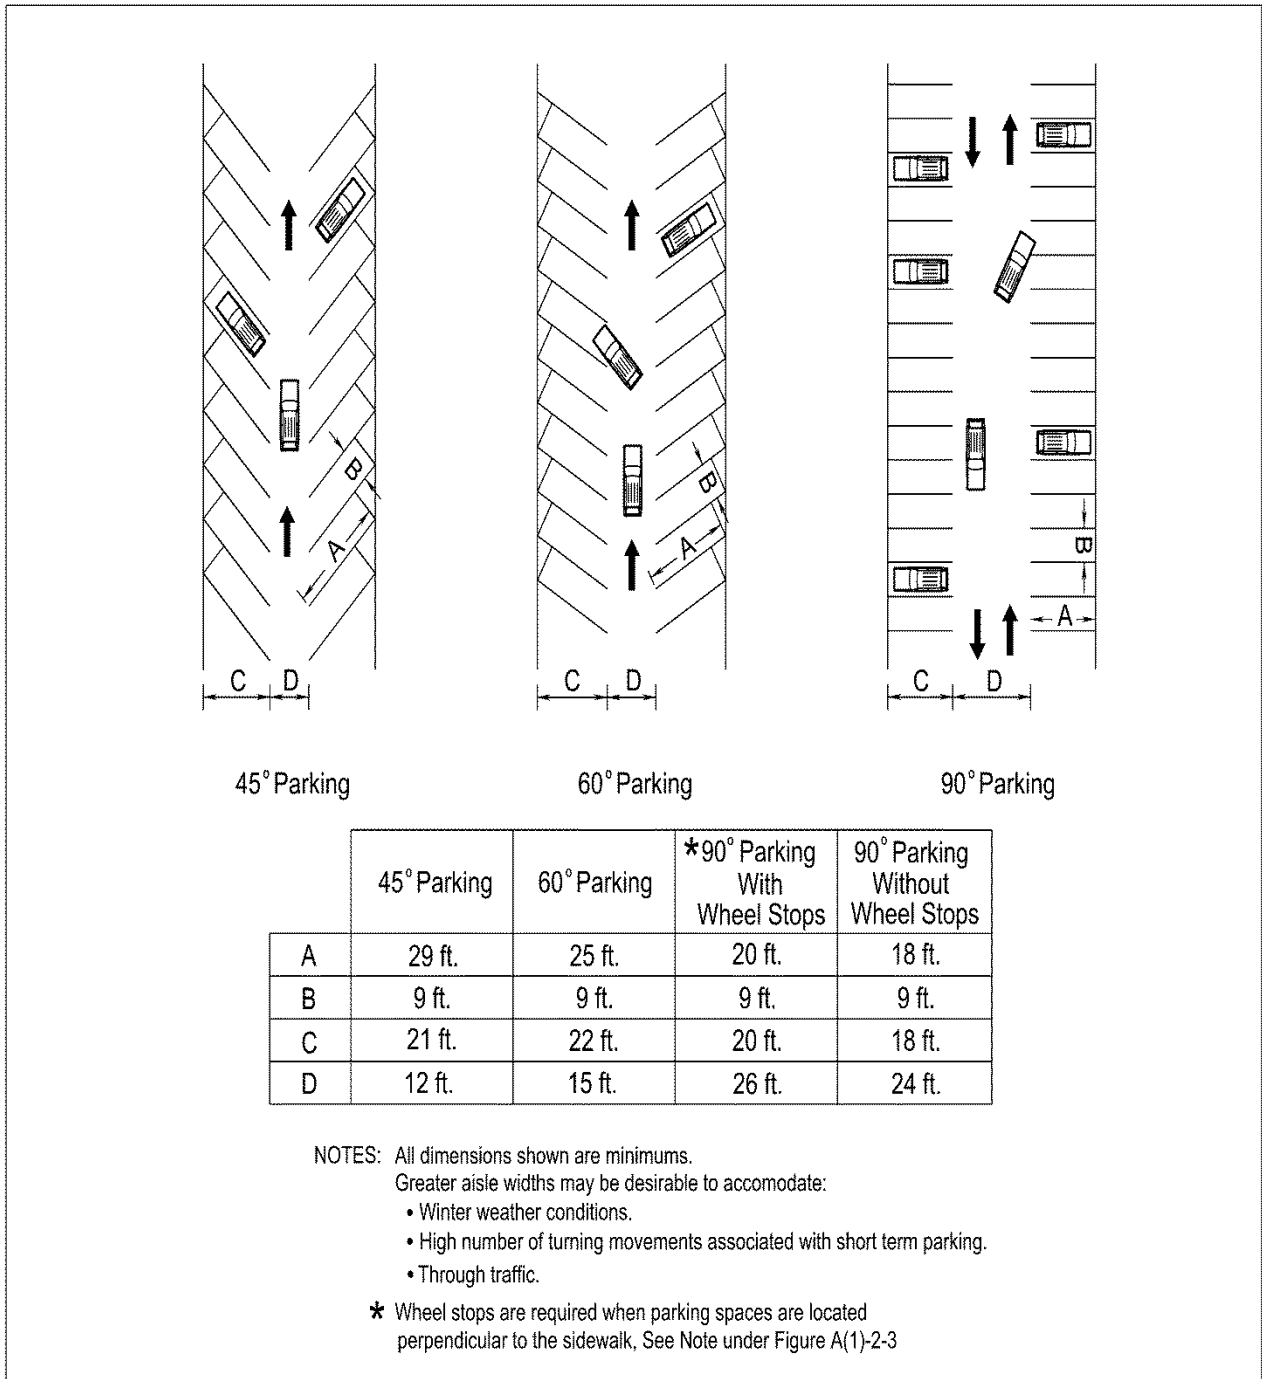 B
A
B
A
B
A
C D
C D
C D
45° Parking 60° Parking 90° Parking
45° Parking 60° Parking *90° Parking With Wheel Stops 90° Parking Without Wheel Stops
A 29 ft. 25 ft. 20 ft. 18 ft.
B 9 ft. 9 ft. 9 ft. 9 ft.
C 21 ft. 22 ft. 20 ft. 18 ft.
D 12 ft. 15 ft. 26 ft. 24 ft.
NOTES: All dimensions shown are minimums.
Greater aisle widths may be desirable to accomodate:
• Winter weather conditions.
• High number of turning movements associated with short term parking.
• Through traffic.
* Wheel stops are required when parking spaces are located
perpendicular to the sidewalk, See Note under Figure A(1)-2-3